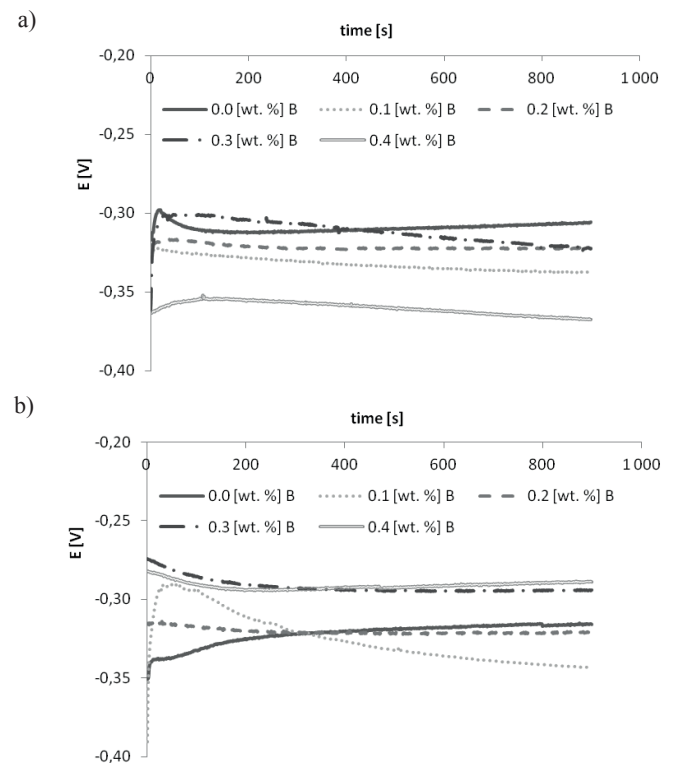 a)
time [s]
-0,20
0 200 400 600 800 1 000
0.0 [wt. %] B 0.1 [wt. %] B 0.2 [wt. %] B
-0,25
0.3 [wt. %] B 0.4 [wt. %] B
E [V]
-0,30
-0,35
-0,40
b)
time [s]
-0,20
0 200 400 600 800 1 000
0.0 [wt. %] B 0.1 [wt. %] B 0.2 [wt. %] B
-0,25
0.3 [wt. %] B 0.4 [wt. %] B
E [V]
-0,30
-0,35
-0,40